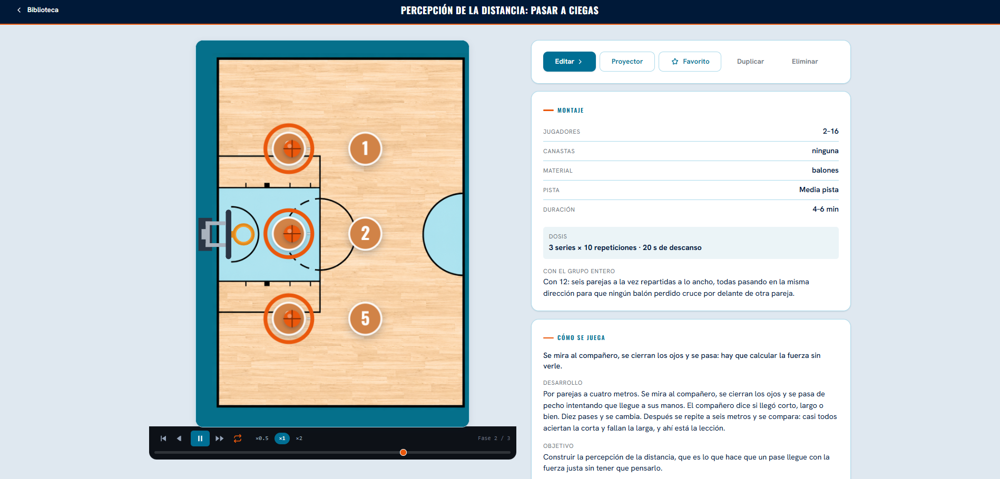 Biblioteca
PERCEPCIÓN DE LA DISTANCIA: PASAR A CIEGAS
1
2
5
×0.5
×1
×2
Fase 2 / 3
Editar
Proyector
Favorito
Duplicar
Eliminar
MONTAJE
JUGADORES
2–16
CANASTAS
ninguna
MATERIAL
balones
PISTA
Media pista
DURACIÓN
4–6 min
DOSIS
3 series × 10 repeticiones · 20 s de descanso
CON EL GRUPO ENTERO
Con 12: seis parejas a la vez repartidas a lo ancho, todas pasando en la misma
dirección para que ningún balón perdido cruce por delante de otra pareja.
CÓMO SE JUEGA
Se mira al compañero, se cierran los ojos y se pasa: hay que calcular la fuerza sin
verle.
DESARROLLO
Por parejas a cuatro metros. Se mira al compañero, se cierran los ojos y se pasa de
pecho intentando que llegue a sus manos. El compañero dice si llegó corto, largo o
bien. Diez pases y se cambia. Después se repite a seis metros y se compara: casi todos
aciertan la corta y fallan la larga, y ahí está la lección.
OBJETIVO
Construir la percepción de la distancia, que es lo que hace que un pase llegue con la
fuerza justa sin tener que pensarlo.